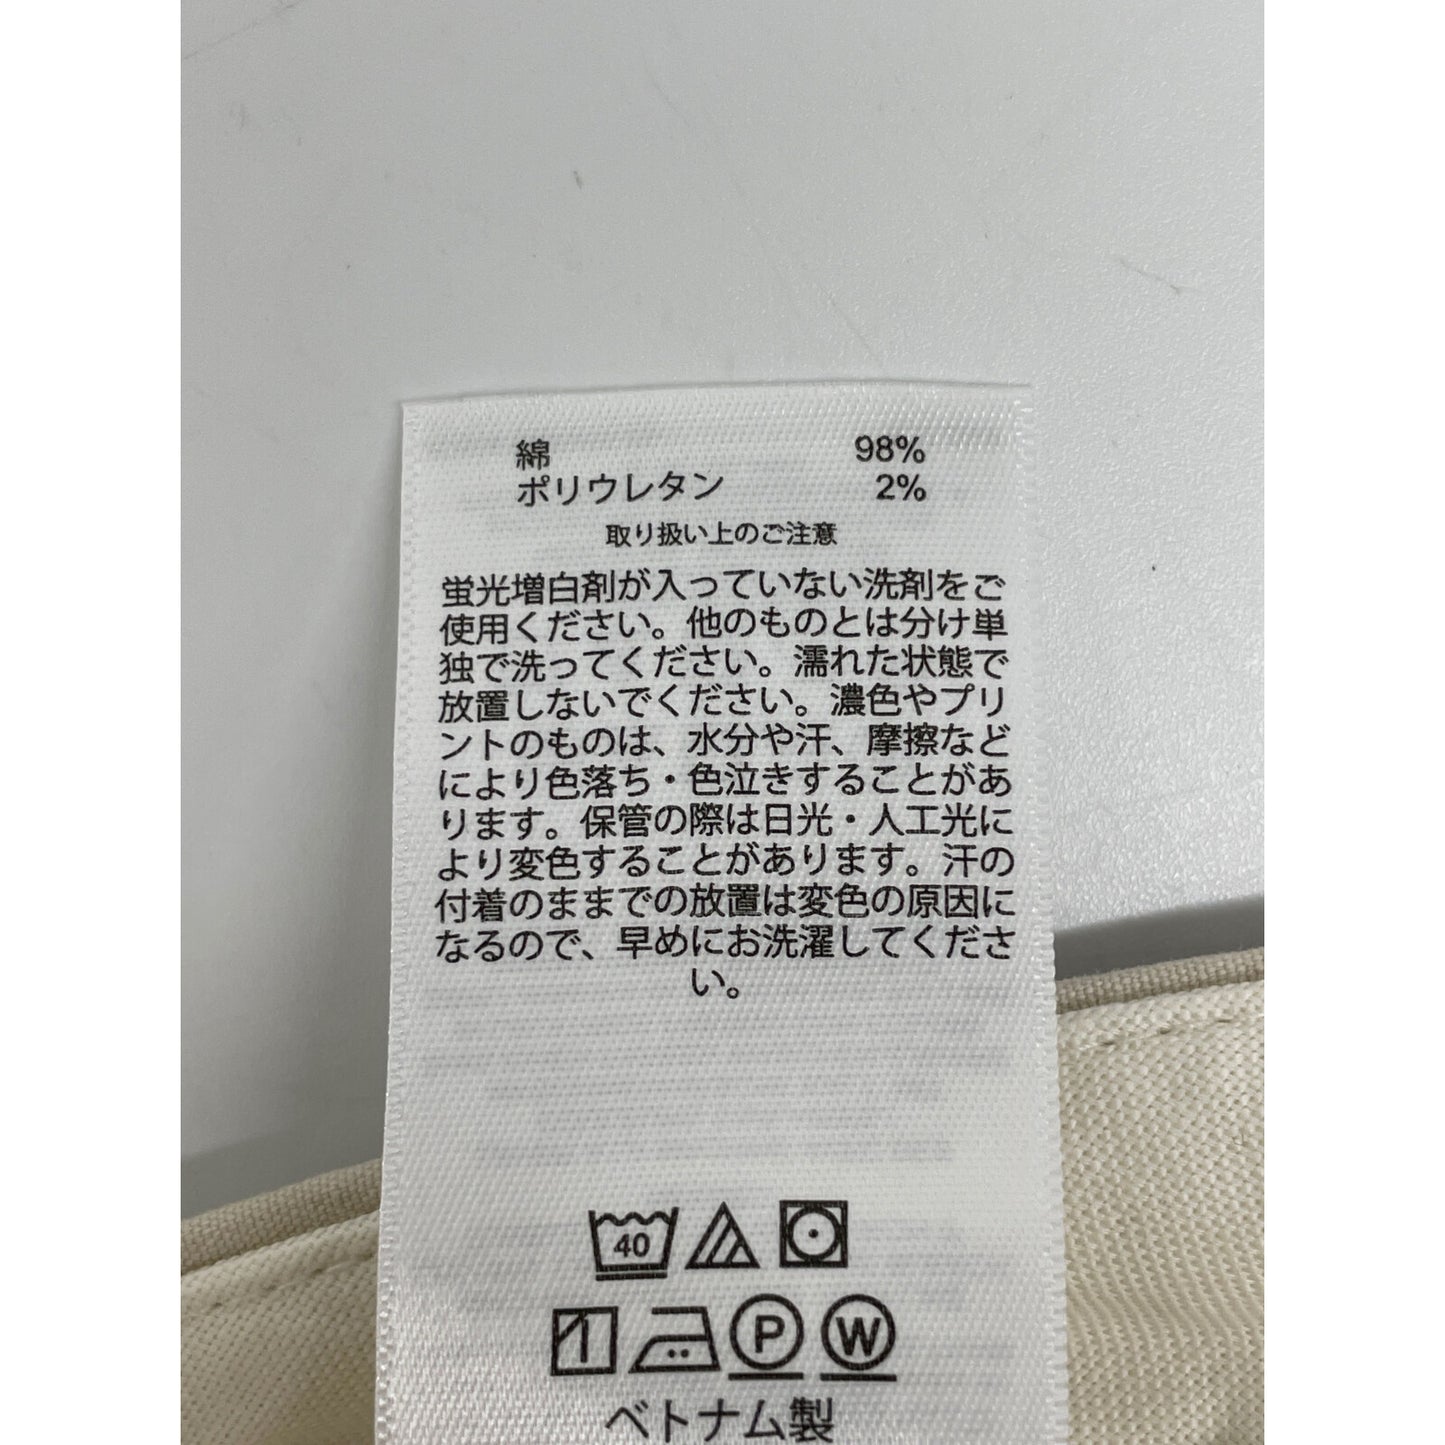 綿 98%
ポリウレタン 2%
取り扱い上のご注意
蛍光増白剤が入っていない洗剤をご
使用ください。他のものとは分け単
独で洗ってください。濡れた状態で
放置しないでください。濃色やプリ
ントのものは、水分や汗、摩擦など
により色落ち・色泣きすることがあ
ります。保管の際は日光・人工光に
より変色することがあります。汗の
付着のままでの放置は変色の原因に
なるので、早めにお洗濯してくださ
い。
40
P W
ベトナム製